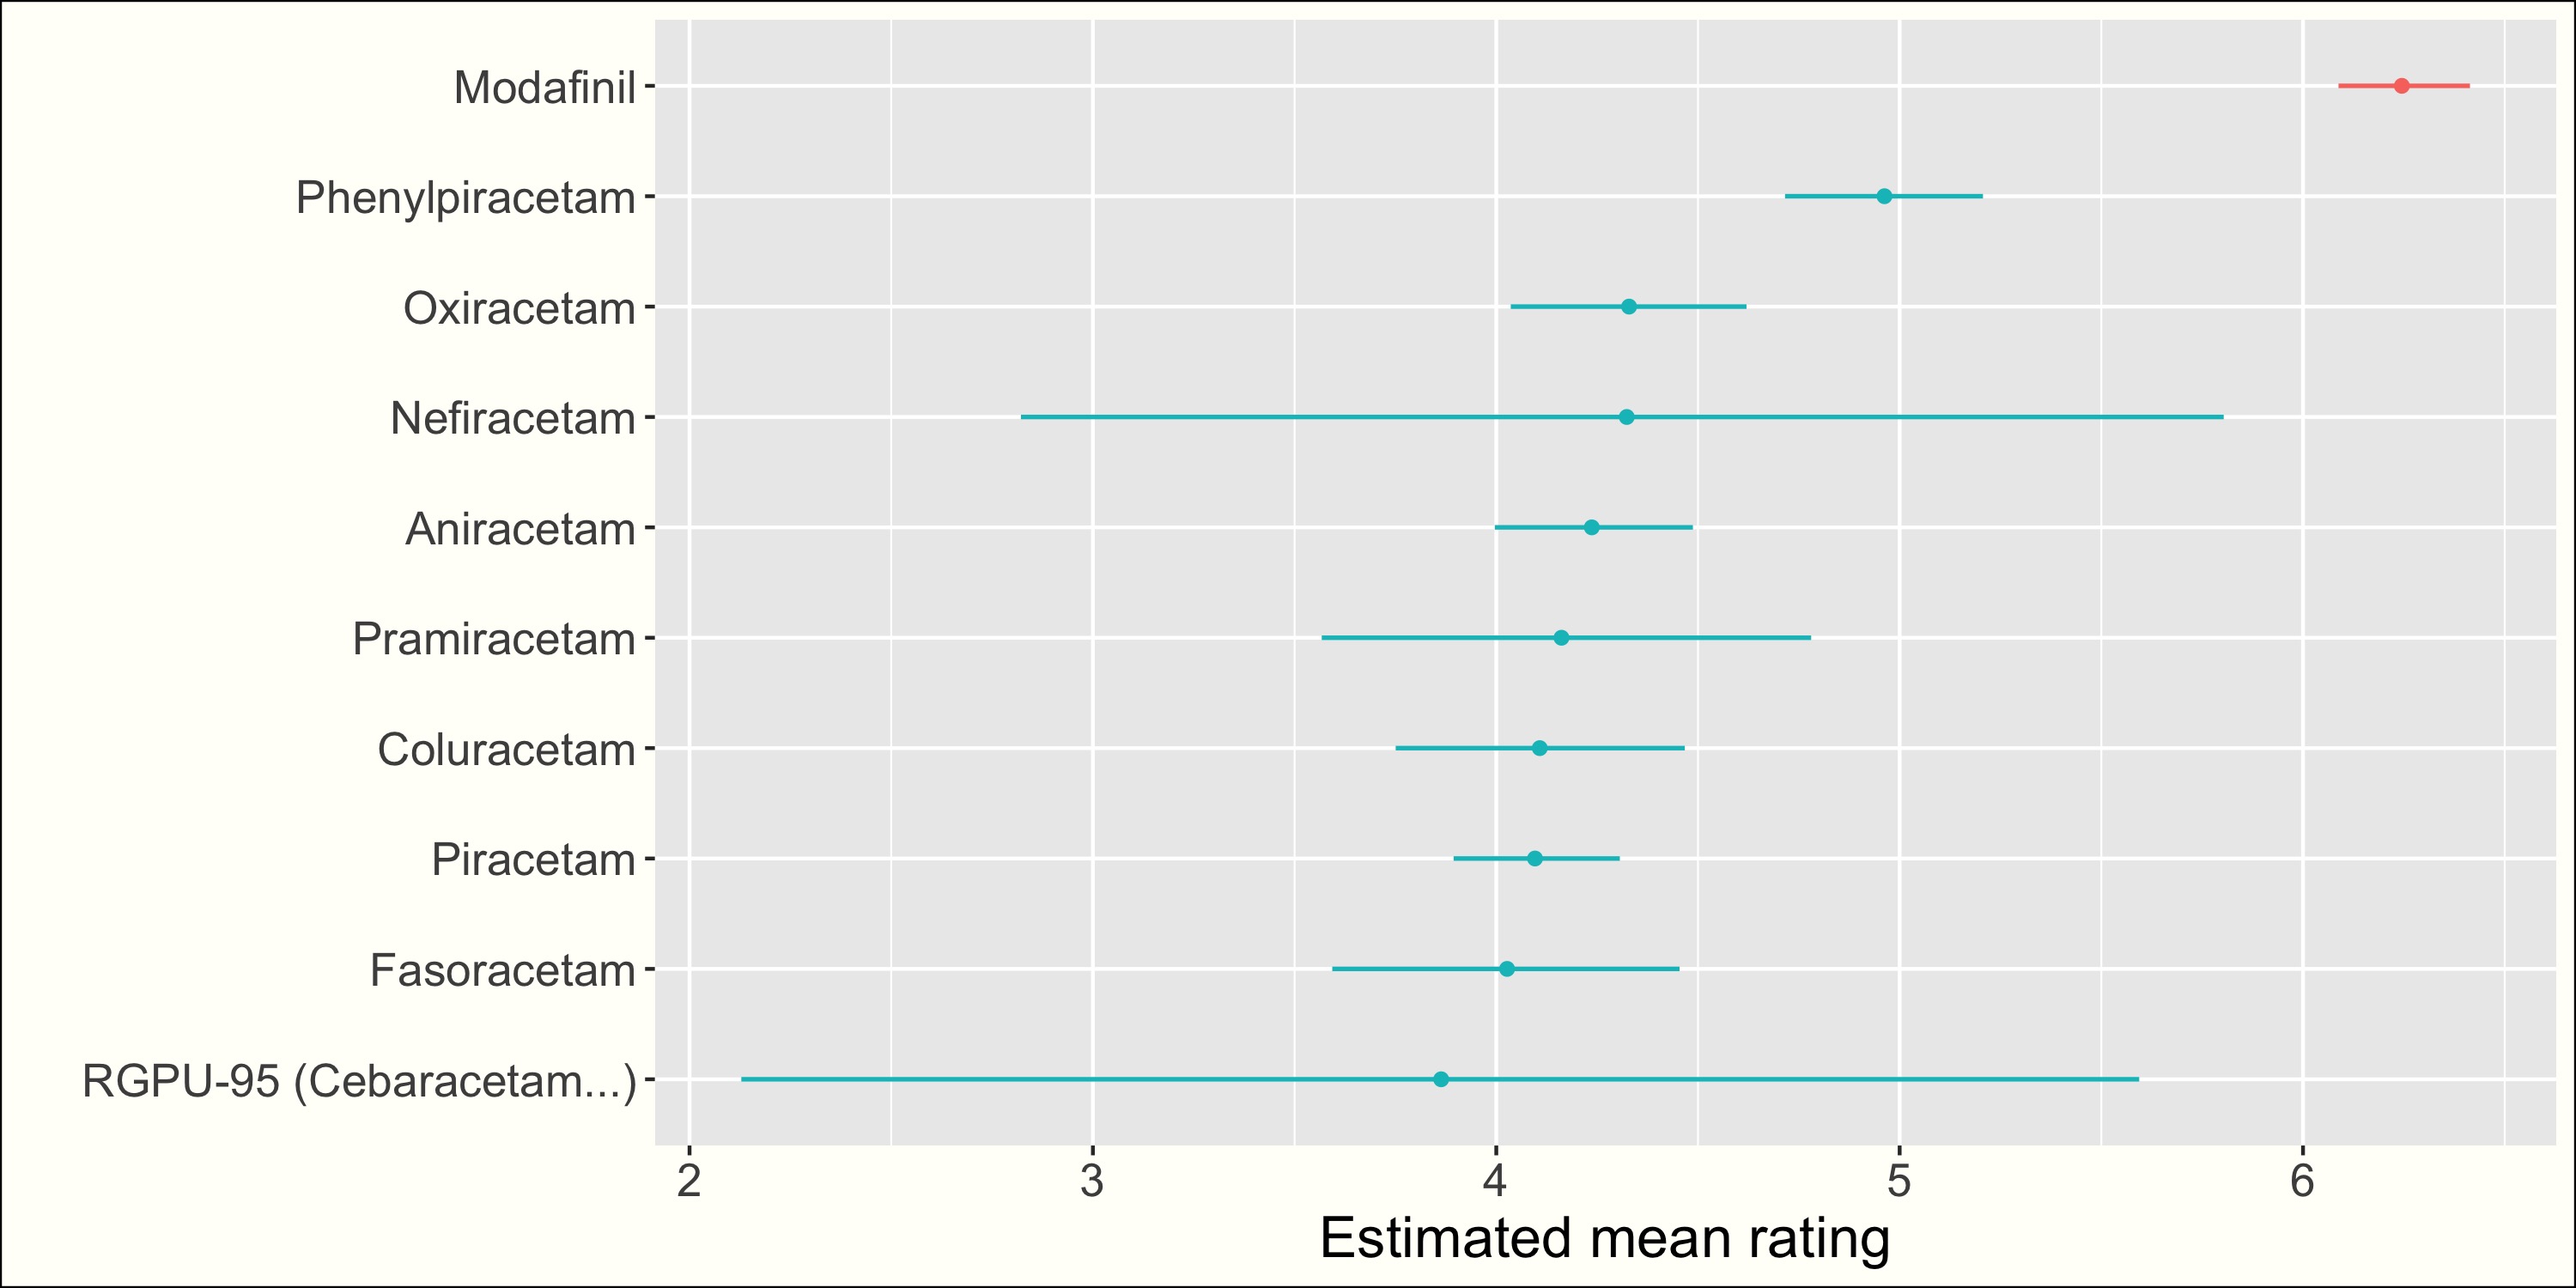 Modafinil
Phenylpiracetam
Oxiracetam
Nefiracetam
Aniracetam
Pramiracetam
Coluracetam
Piracetam
Fasoracetam
RGPU-95 (Cebaracetam...)
2 3 4 5 6
Estimated mean rating